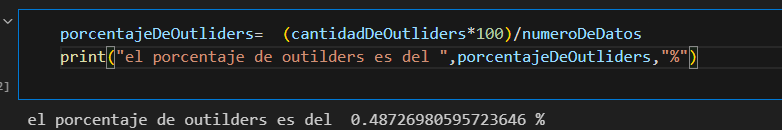 porcentajeDeOutliders=  (cantidadDeOutliders*100)/numeroDeDatos
print("el porcentaje de outilders es del ",porcentajeDeOutliders,"%")
2]
el porcentaje de outilders es del  0.48726980595723646 %